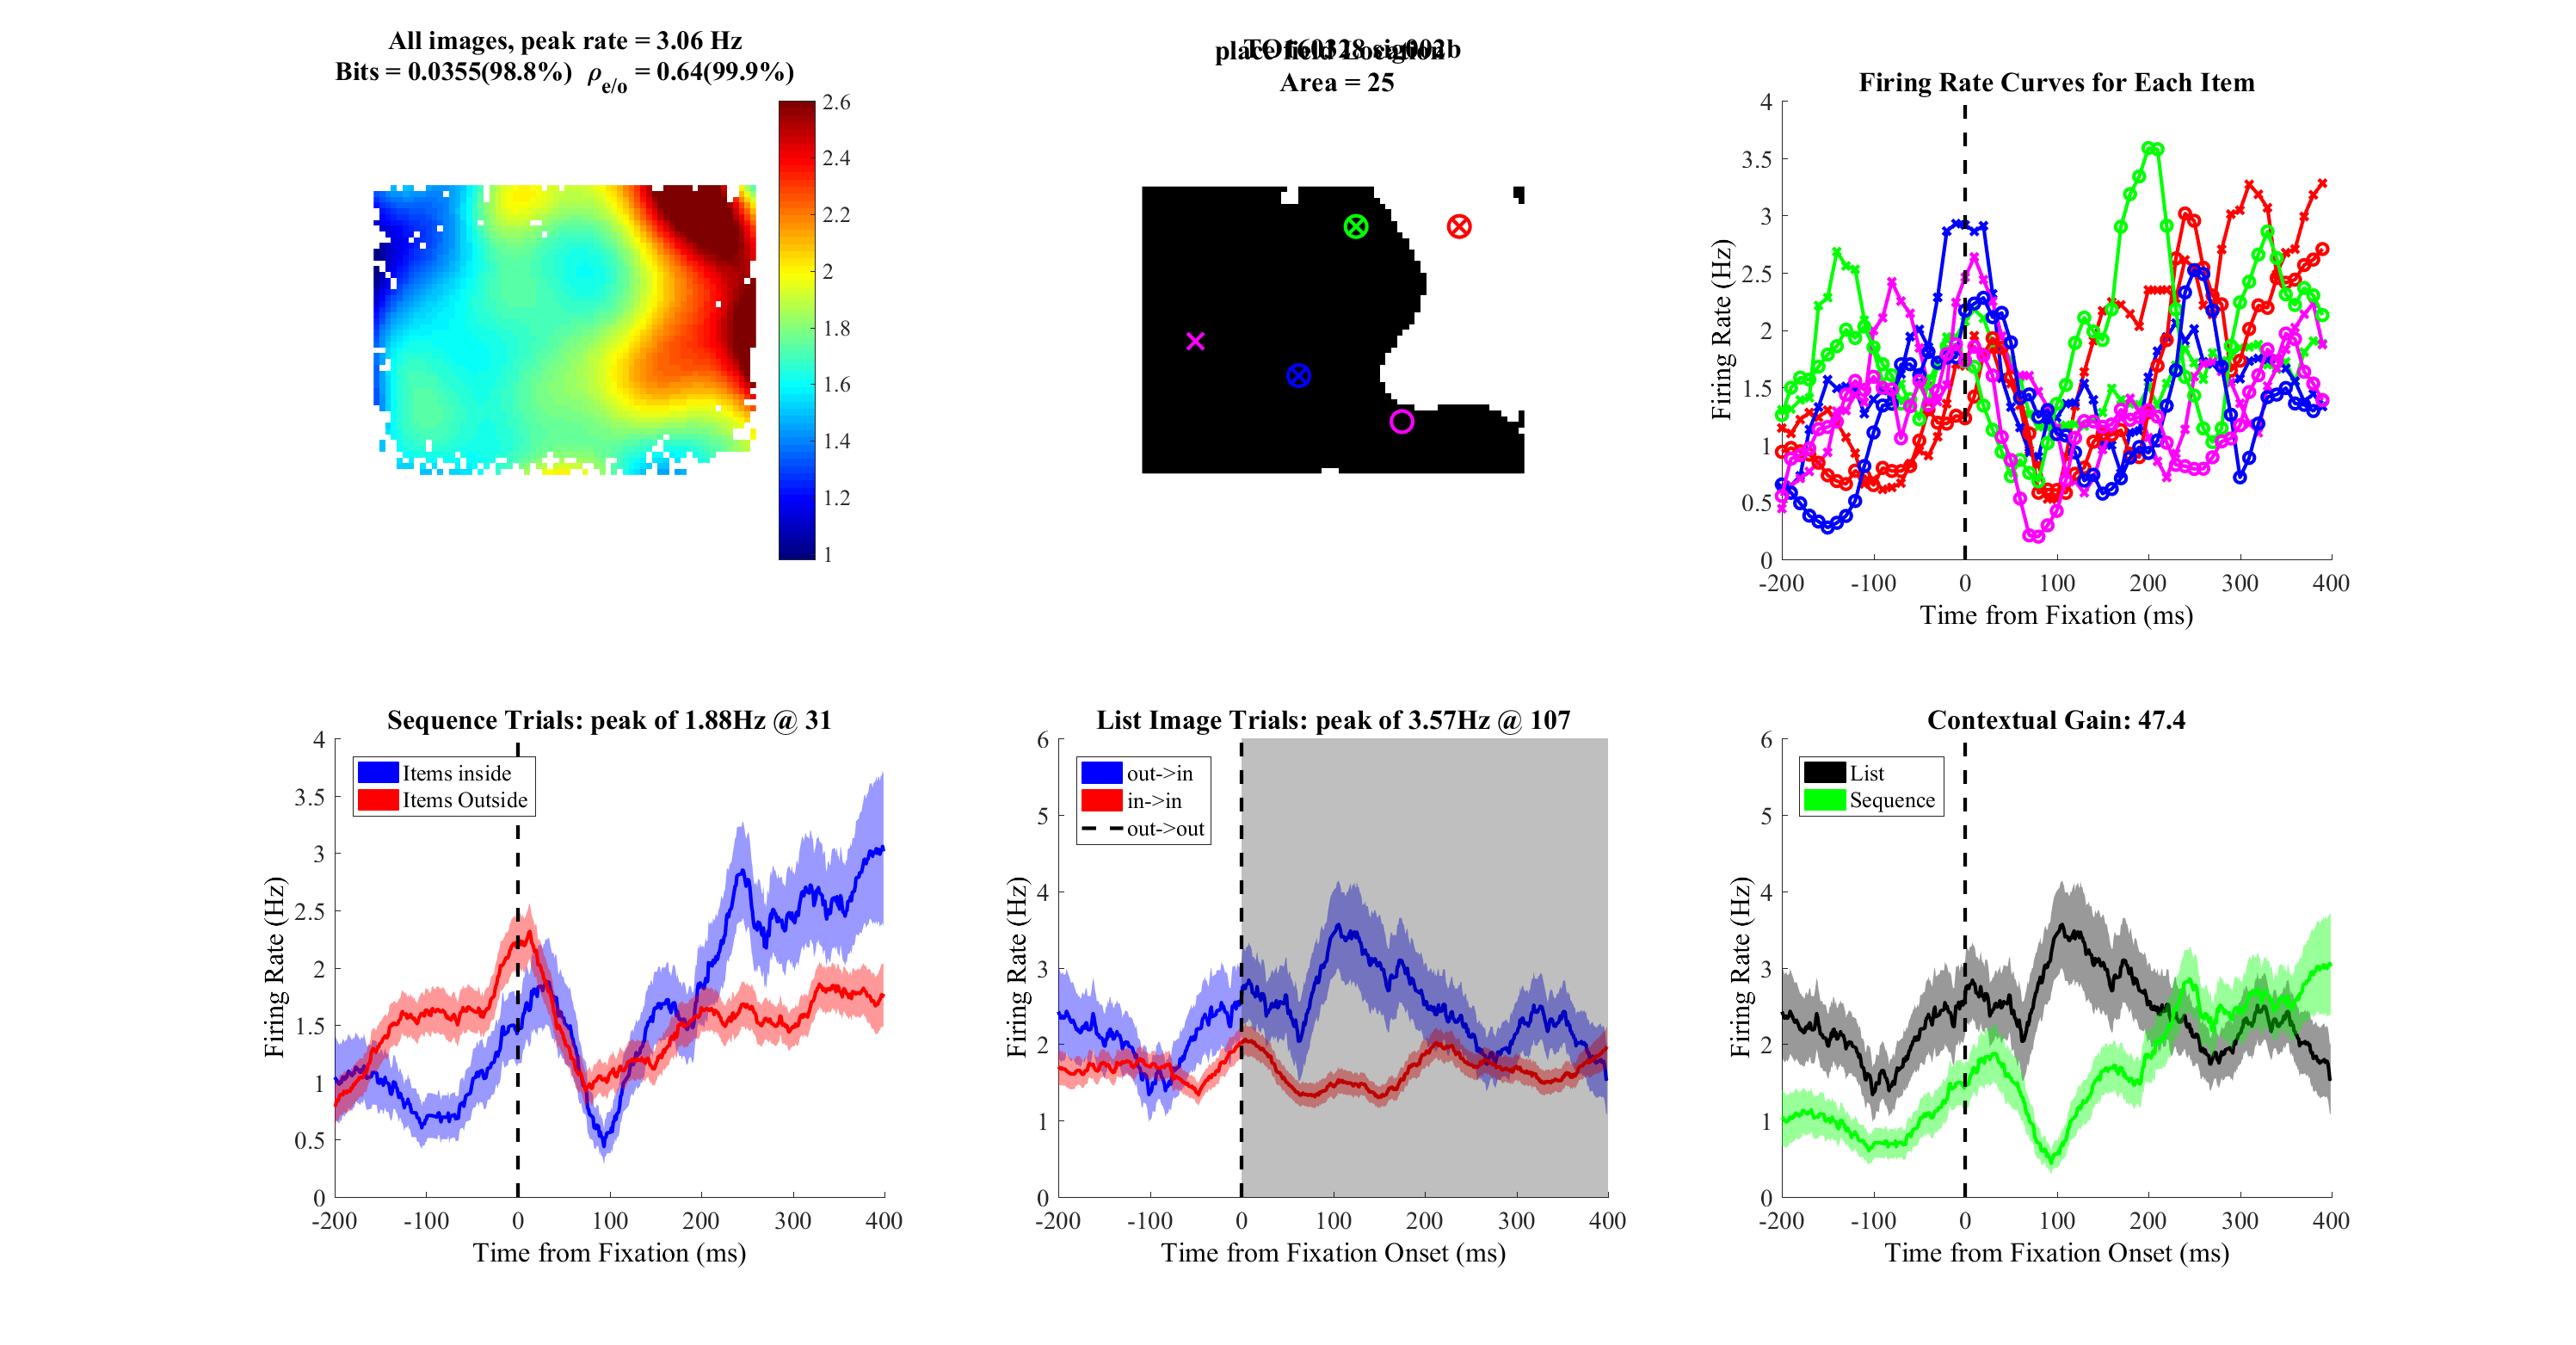 All images, peak rate = 3.06 Hz
Bits = 0.0355(98.8%) ρe/o = 0.64(99.9%)
2.6
2.4
2.2
2
1.8
1.6
1.4
1.2
1
place field Location
Area = 25
Firing Rate Curves for Each Item
Firing Rate (Hz)
4
3.5
3
2.5
2
1.5
1
0.5
0
-200 -100 0 100 200 300 400
Time from Fixation (ms)
Sequence Trials: peak of 1.88Hz @ 31
Items inside
Items Outside
Firing Rate (Hz)
4
3.5
3
2.5
2
1.5
1
0.5
0
-200 -100 0 100 200 300 400
Time from Fixation (ms)
List Image Trials: peak of 3.57Hz @ 107
out->in
in->in
out->out
Firing Rate (Hz)
6
5
4
3
2
1
0
-200 -100 0 100 200 300 400
Time from Fixation Onset (ms)
Contextual Gain: 47.4
List
Sequence
Firing Rate (Hz)
6
5
4
3
2
1
0
-200 -100 0 100 200 300 400
Time from Fixation Onset (ms)